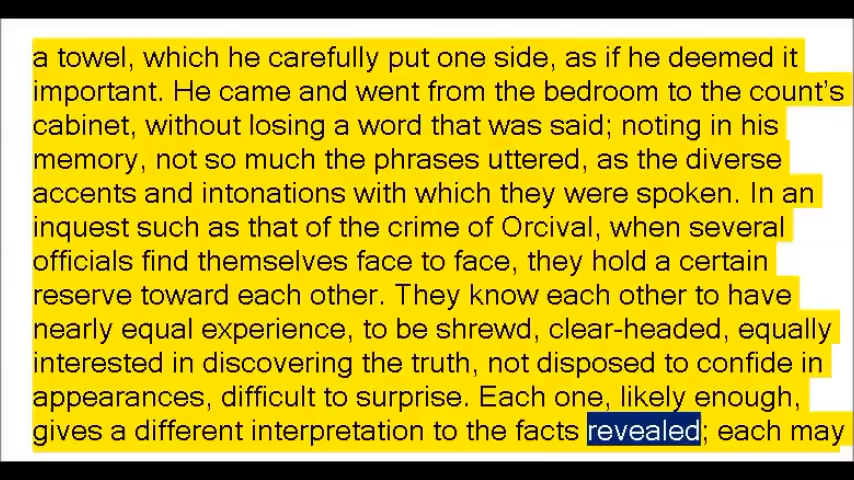 a towel, which he carefully put one side, as if he deemed it
important. He came and went from the bedroom to the count's
cabinet, without losing a word that was said; noting in his
memory, not so much the phrases uttered, as the diverse
accents and intonations with which they were spoken. In an
inquest such as that of the crime of Orcival, when several
officials find themselves face to face, they hold a certain
reserve toward each other. They know each other to have
nearly equal experience, to be shrewd, clear-headed, equally
interested in discovering the truth, not disposed to confide in
appearances, difficult to surprise. Each one, likely enough,
gives a different interpretation to the facts revealed; each may